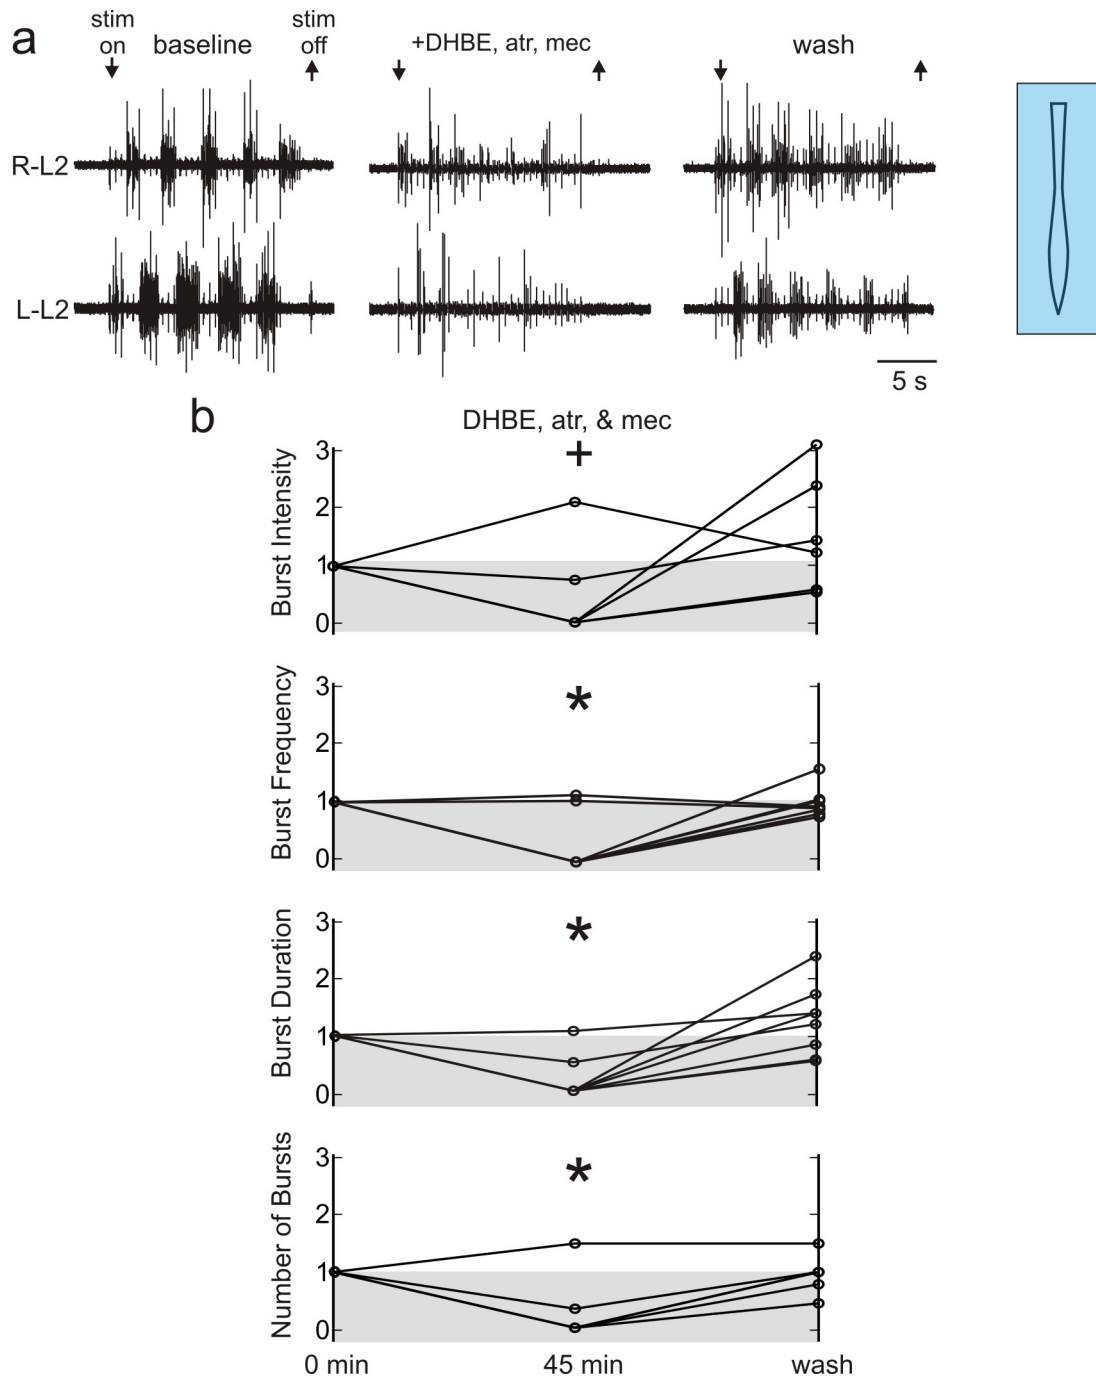 a
stim on
baseline
stim off
+DHBE, atr, mec
wash
R-L2
L-L2
5 s
b
DHBE, atr, & mec
+
Burst Intensity
3
2
1
0
*
Burst Frequency
3
2
1
0
*
Burst Duration
3
2
1
0
*
Number of Bursts
3
2
1
0
0 min
45 min
wash